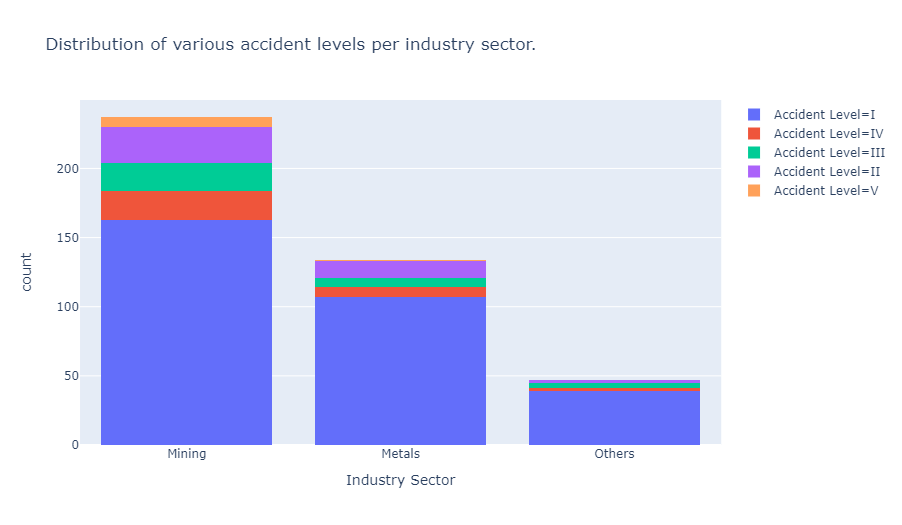 Distribution of various accident levels per industry sector.
Accident Level=I
Accident Level=IV
Accident Level=III
Accident Level=II
Accident Level=V
count
200
150
100
50
0
Mining Metals Others
Industry Sector